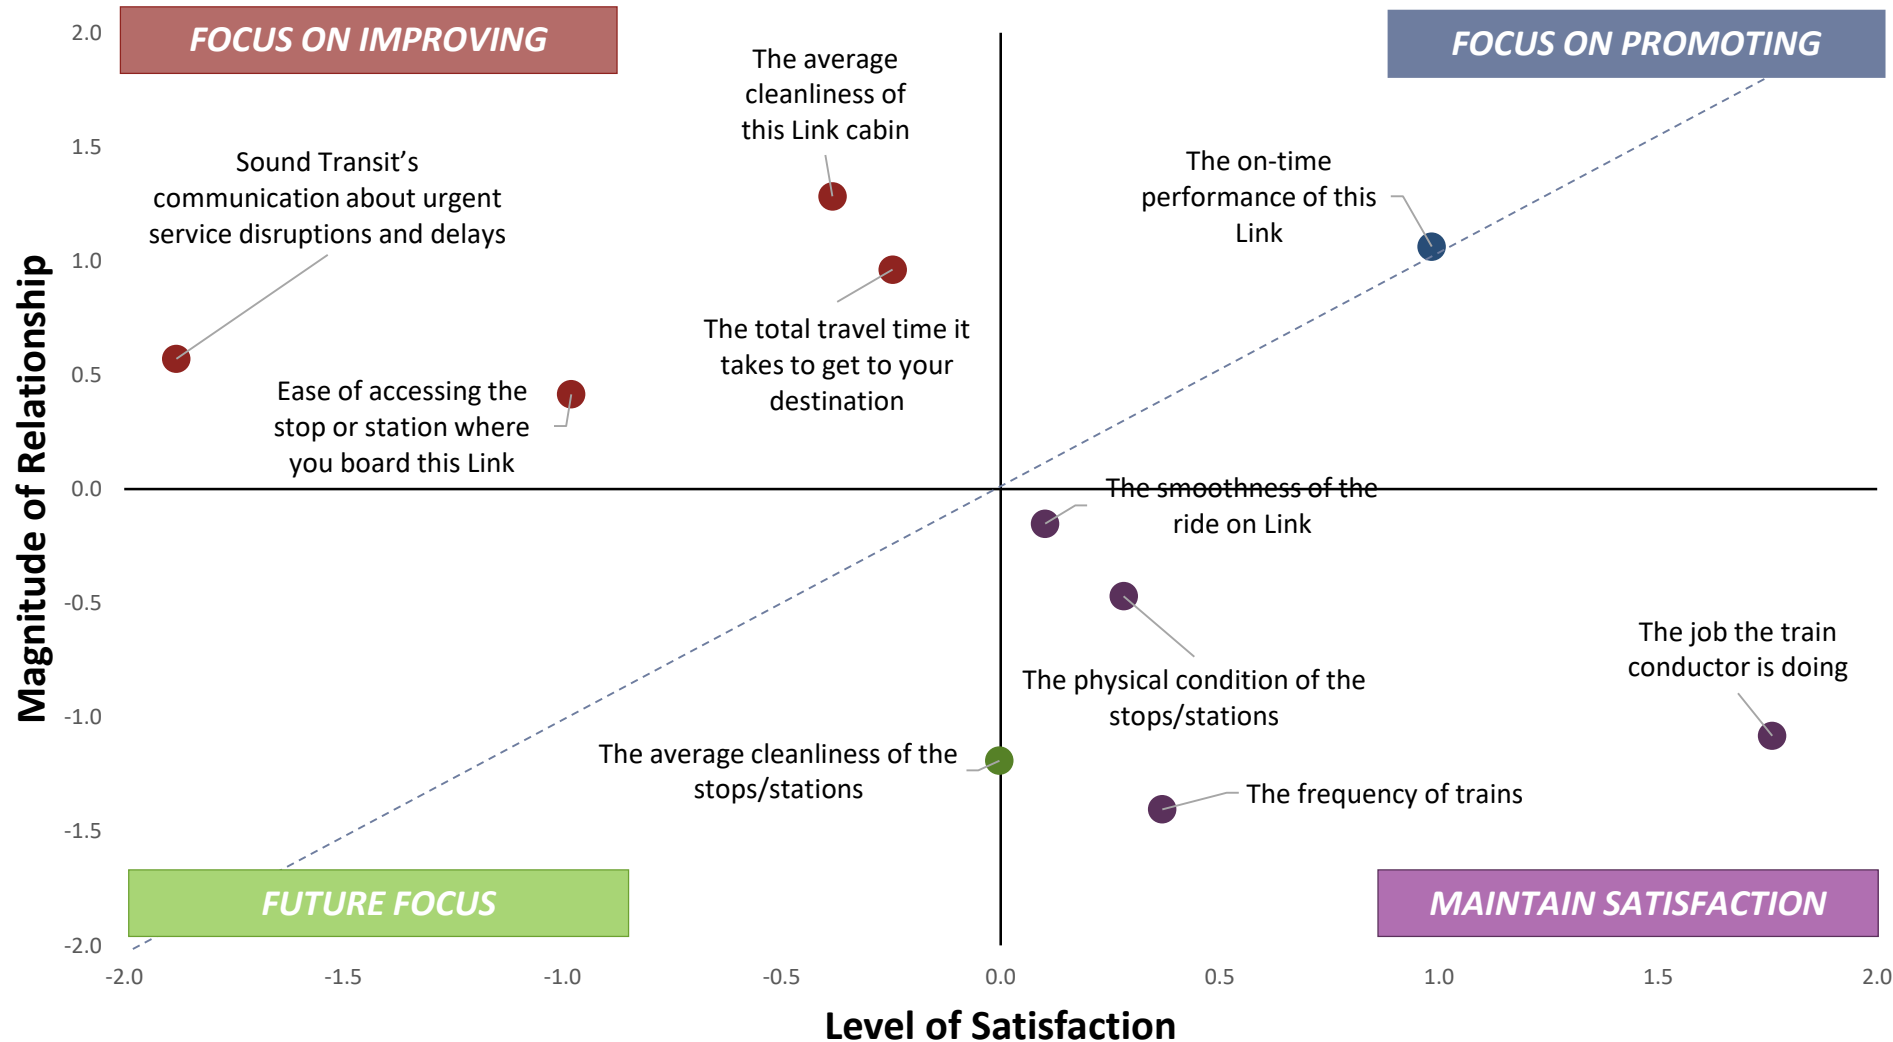 FOCUS ON IMPROVING
FOCUS ON PROMOTING
The average
cleanliness of
this Link cabin
Sound Transit’s
communication about urgent
service disruptions and delays
The on-time
performance of this
Link
The total travel time it
takes to get to your
destination
Ease of accessing the
stop or station where
you board this Link
The smoothness of the
ride on Link
The physical condition of the
stops/stations
The job the train
conductor is doing
The average cleanliness of the
stops/stations
The frequency of trains
FUTURE FOCUS
MAINTAIN SATISFACTION
Magnitude of Relationship
2.0
1.5
1.0
0.5
0.0
-0.5
-1.0
-1.5
-2.0
-2.0
-1.5
-1.0
-0.5
0.0
0.5
1.0
1.5
2.0
Level of Satisfaction